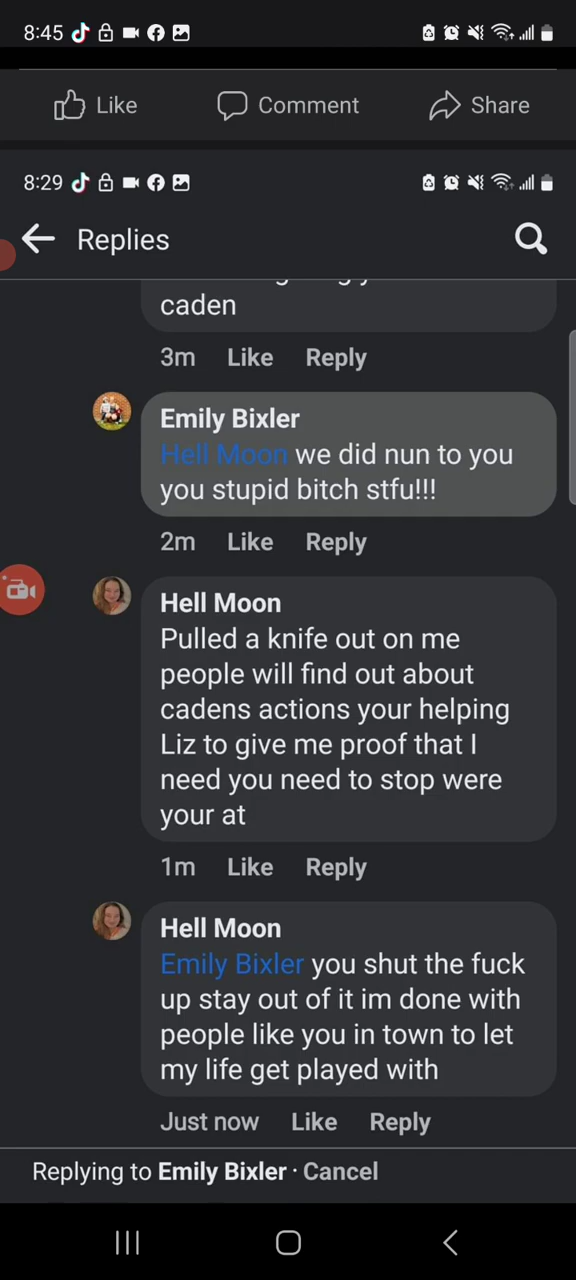 8:45
Like Comment Share
8:29
Replies
caden
3m Like Reply
Emily Bixler
Hell Moon we did nun to you
you stupid bitch stfu!!!
2m Like Reply
Hell Moon
Pulled a knife out on me
people will find out about
cadens actions your helping
Liz to give me proof that I
need you need to stop were
your at
1m Like Reply
Hell Moon
Emily Bixler you shut the fuck
up stay out of it im done with
people like you in town to let
my life get played with
Just now Like Reply
Replying to Emily Bixler · Cancel